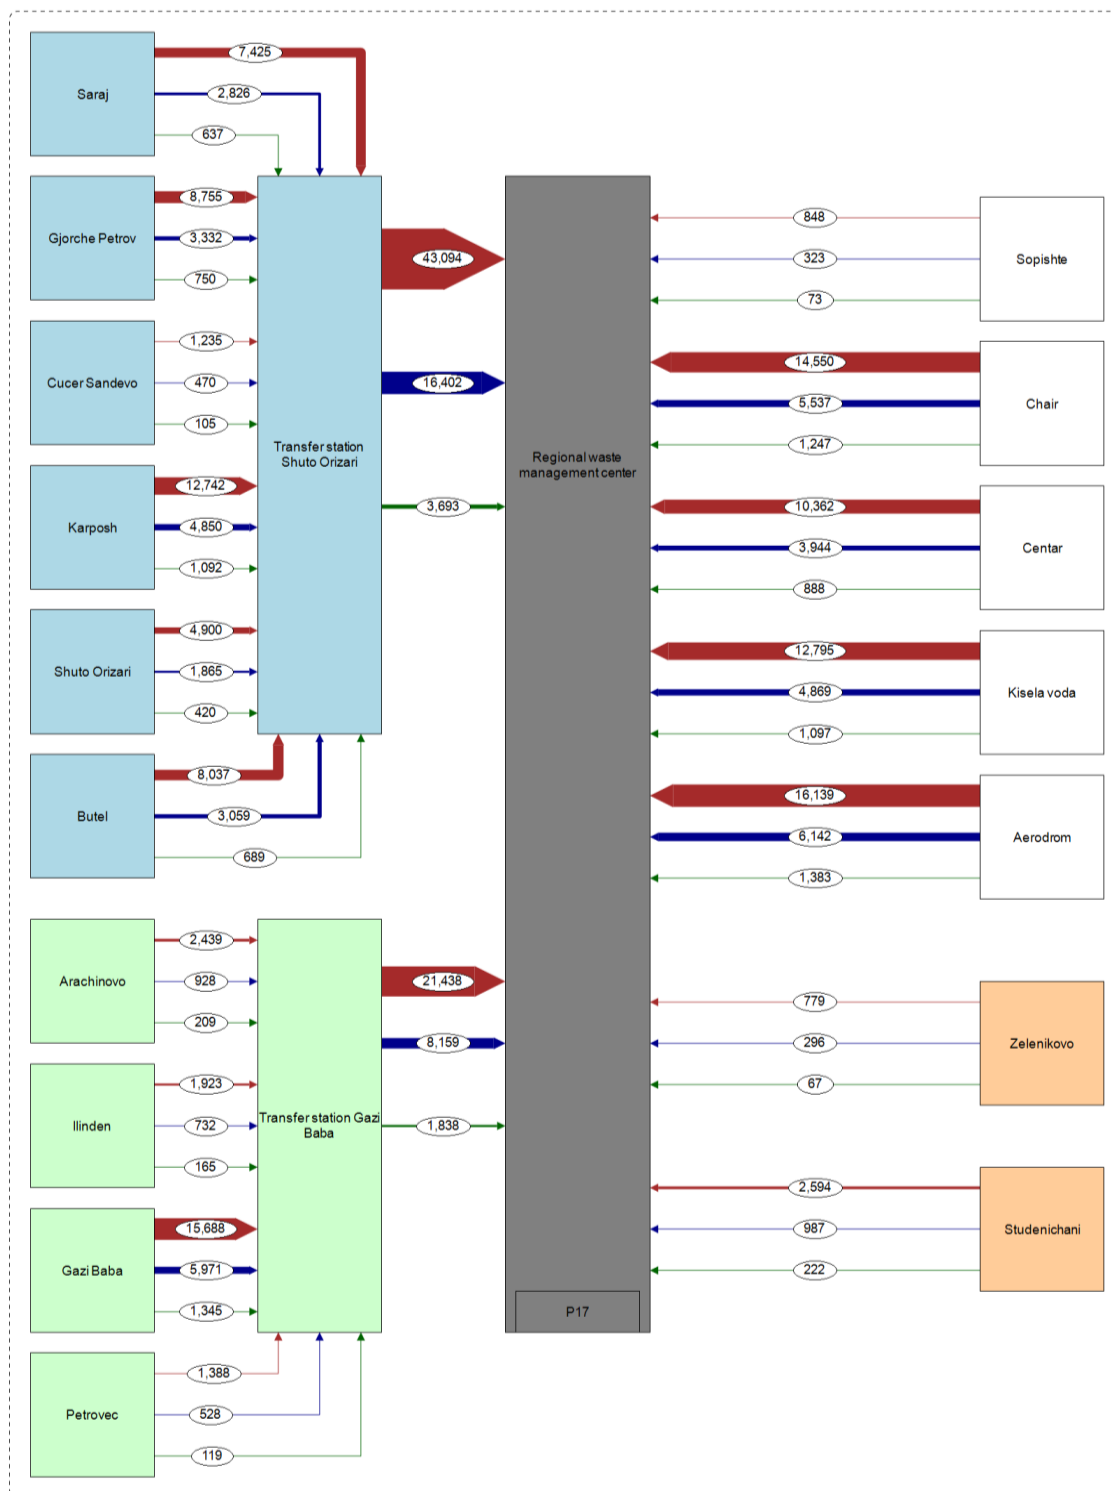 Saraj
7,425
2,826
637
Gjorche Petrov
8,755
3,332
750
Cucer Sandevo
1,235
470
105
Karposh
12,742
4,850
1,092
Shuto Orizari
4,900
1,865
420
Butel
8,037
3,059
689
Transfer station
Shuto Orizari
43,094
16,402
3,693
Arachinovo
2,439
928
209
Ilinden
1,923
732
165
Gazi Baba
15,688
5,971
1,345
Petrovec
1,388
528
119
Transfer station Gazi
Baba
21,438
8,159
1,838
Regional waste
management center
P17
848
323
73
Sopishte
14,550
5,537
1,247
Chair
10,362
3,944
888
Centar
12,795
4,869
1,097
Kisela voda
16,139
6,142
1,383
Aerodrom
779
296
67
Zelenikovo
2,594
987
222
Studenichani